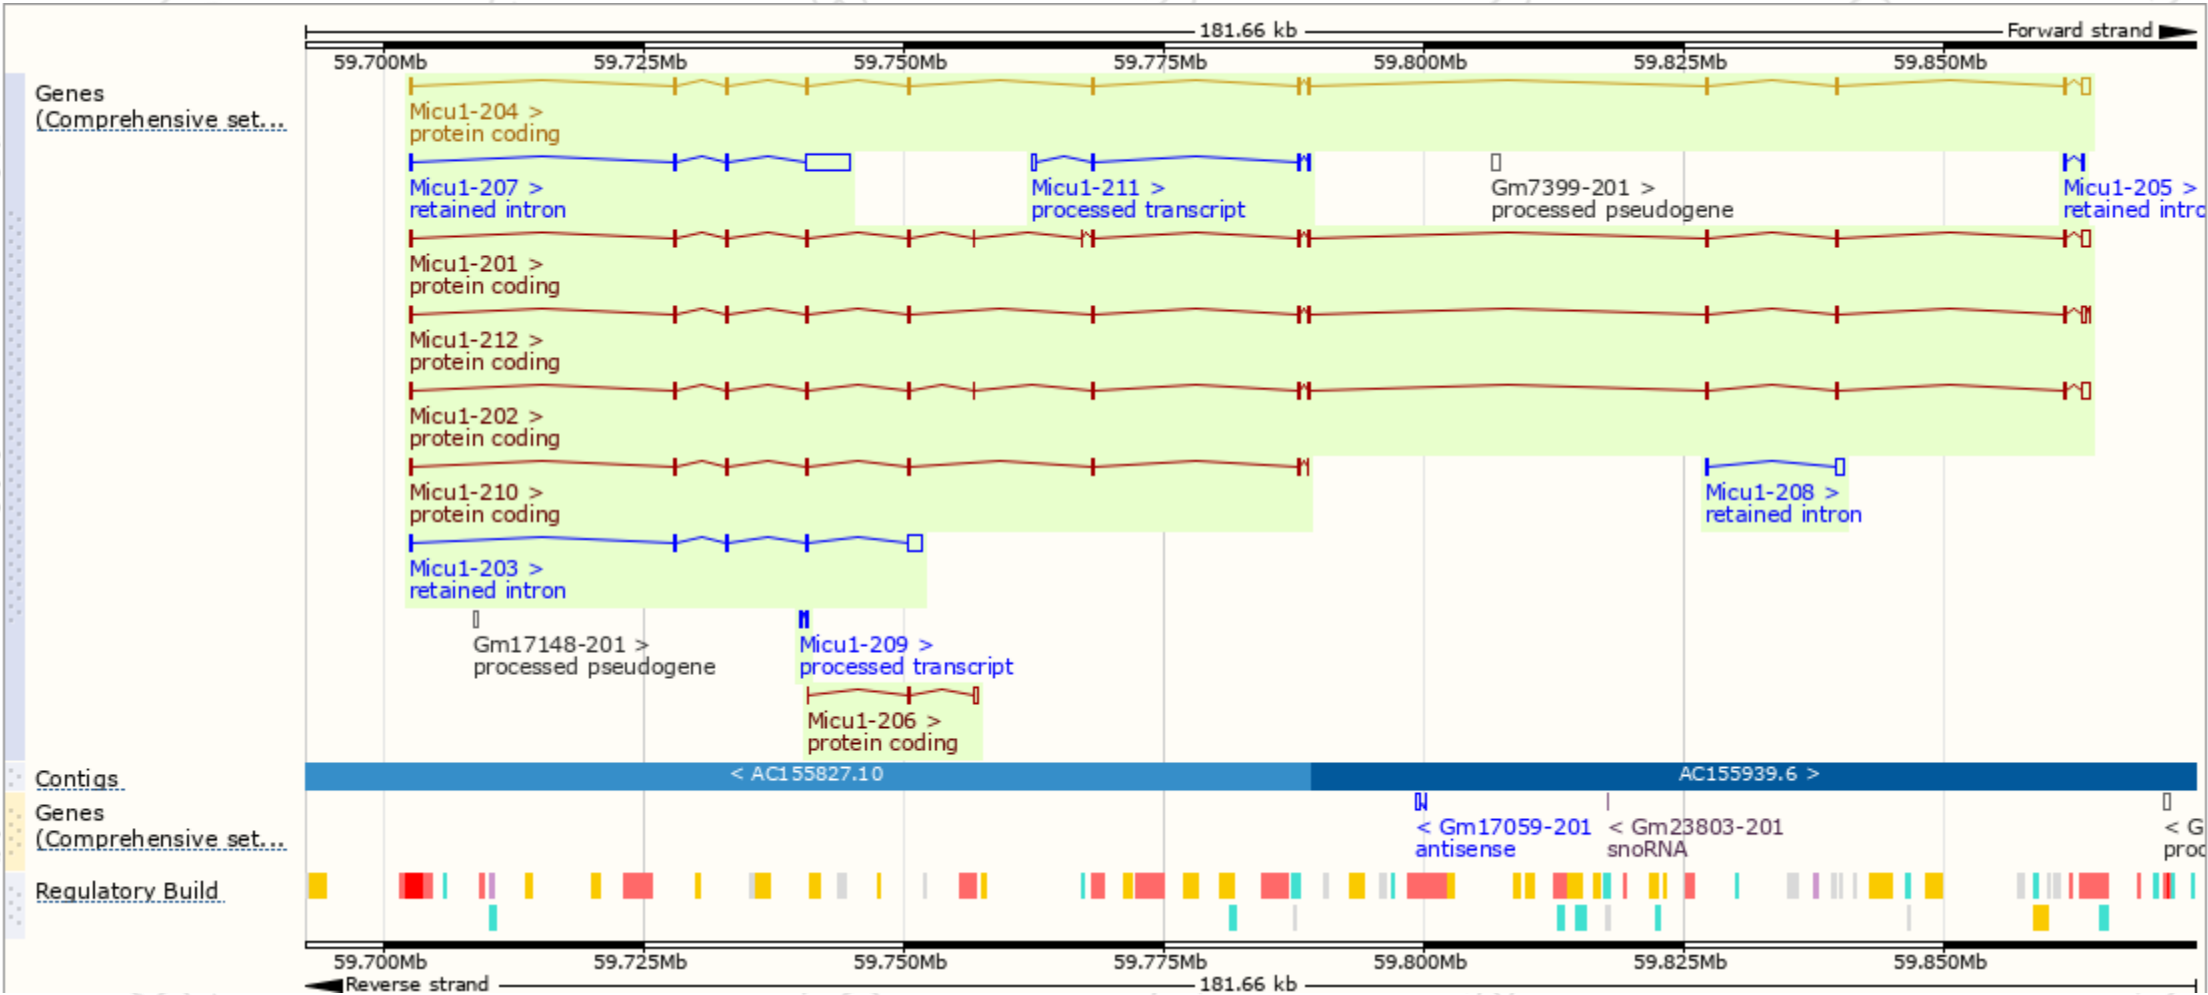 181.66 kb
Forward strand
59.700Mb 59.725Mb 59.750Mb 59.775Mb 59.800Mb 59.825Mb 59.850Mb
Genes
(Comprehensive set...
Micu1-204 >
protein coding
Micu1-207 > Micu1-211 > Gm7399-201 > Micu1-205 >
retained intron processed transcript processed pseudogene retained intro
Micu1-201 >
protein coding
Micu1-212 >
protein coding
Micu1-202 >
protein coding
Micu1-210 > Micu1-208 >
protein coding retained intron
Micu1-203 >
retained intron
Gm17148-201 > Micu1-209 >
processed pseudogene processed transcript
Micu1-206 >
protein coding
Contigs
< AC155827.10 AC155939.6 >
Genes
(Comprehensive set...
< Gm17059-201 < Gm23803-201 < G
antisense snoRNA proc
Regulatory Build
59.700Mb 59.725Mb 59.750Mb 59.775Mb 59.800Mb 59.825Mb 59.850Mb
Reverse strand 181.66 kb